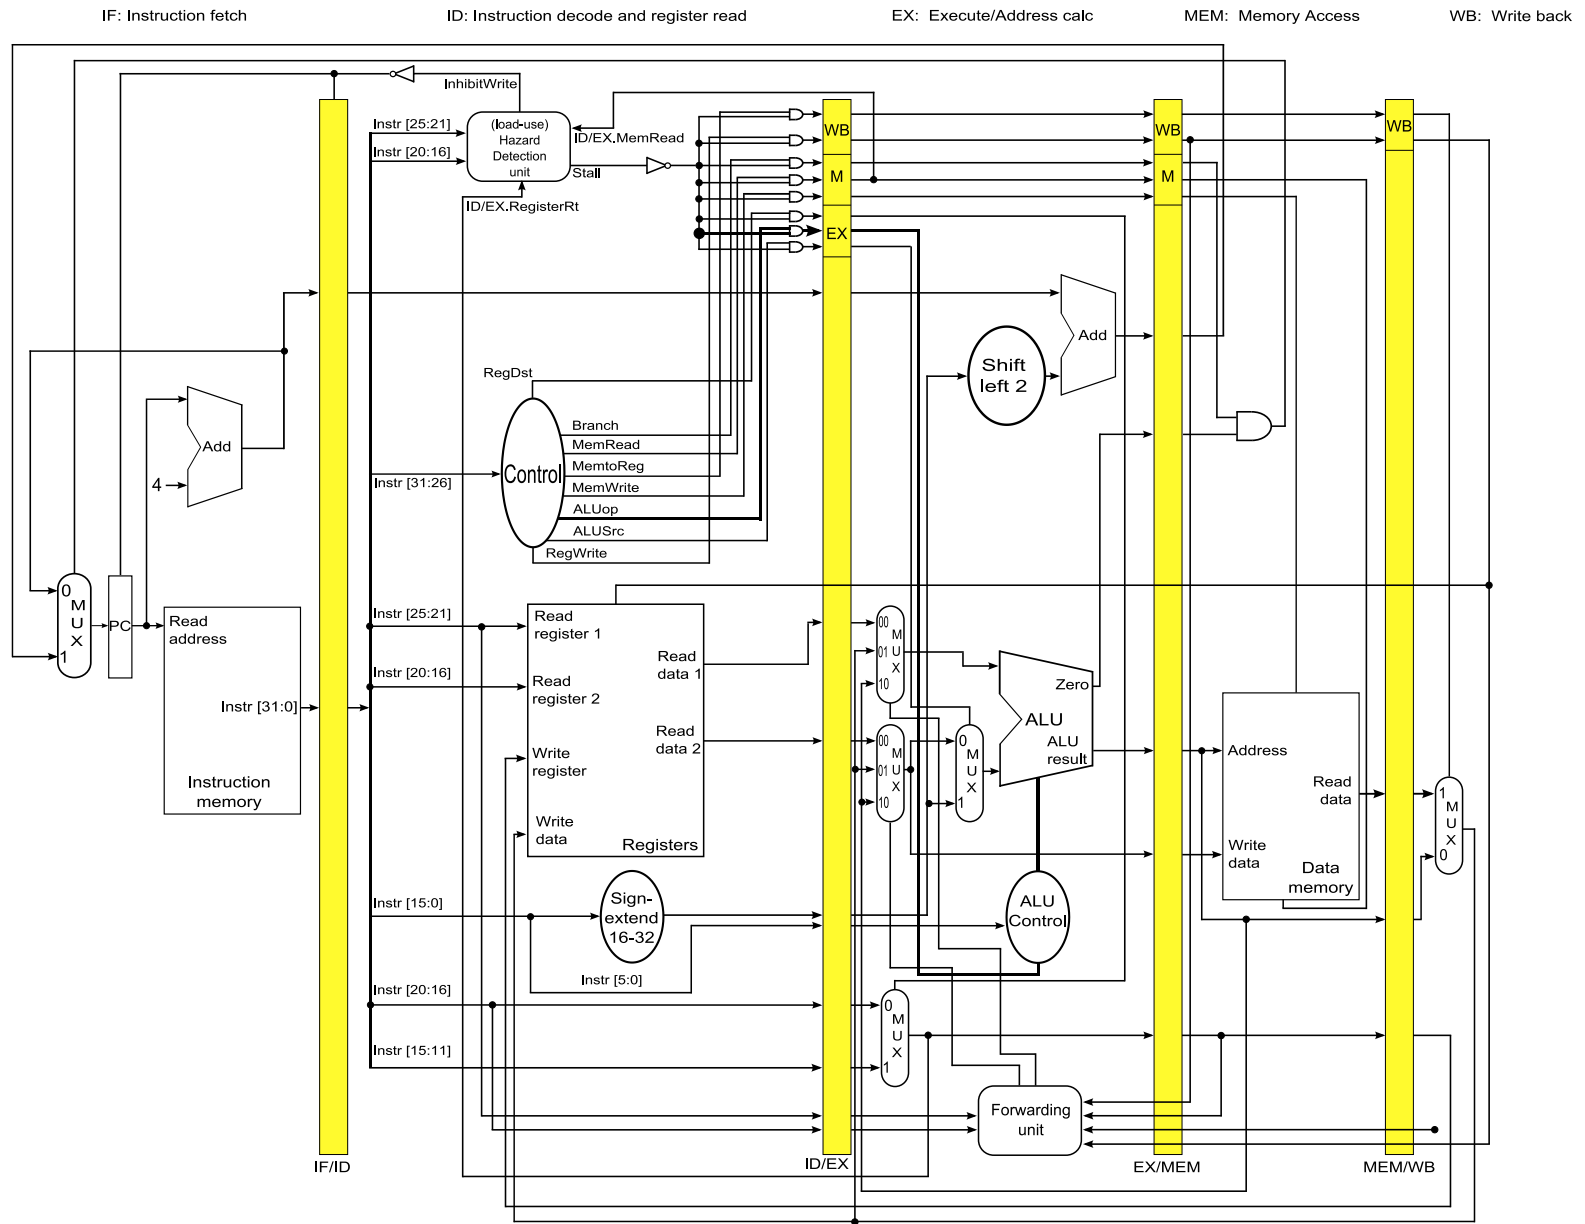 IF: Instruction fetch
ID: Instruction decode and register read
EX: Execute/Address calc
MEM: Memory Access
WB: Write back
InhibitWrite
Instr [25:21]
Instr [20:16]
(load-use)
Hazard
Detection
unit
ID/EX.MemRead
Stall
ID/EX.RegisterRt
WB
M
EX
WB
M
WB
Add
Shift
left 2
RegDst
Branch
MemRead
MemtoReg
MemWrite
ALUop
ALUSrc
RegWrite
Control
Instr [31:26]
Add
4
0
M
U
X
1
PC
Read
address
Instr [31:0]
Instruction
memory
Instr [25:21]
Instr [20:16]
Read
register 1
Read
register 2
Write
register
Write
data
Read
data 1
Read
data 2
Registers
00
M
01
U
X
10
00
M
01
U
X
10
0
M
U
X
1
Zero
ALU
ALU
result
Address
Read
data
Write
data
Data
memory
1
M
U
X
0
Instr [15:0]
Sign-
extend
16-32
Instr [5:0]
ALU
Control
Instr [20:16]
Instr [15:11]
0
M
U
X
1
Forwarding
unit
IF/ID
ID/EX
EX/MEM
MEM/WB